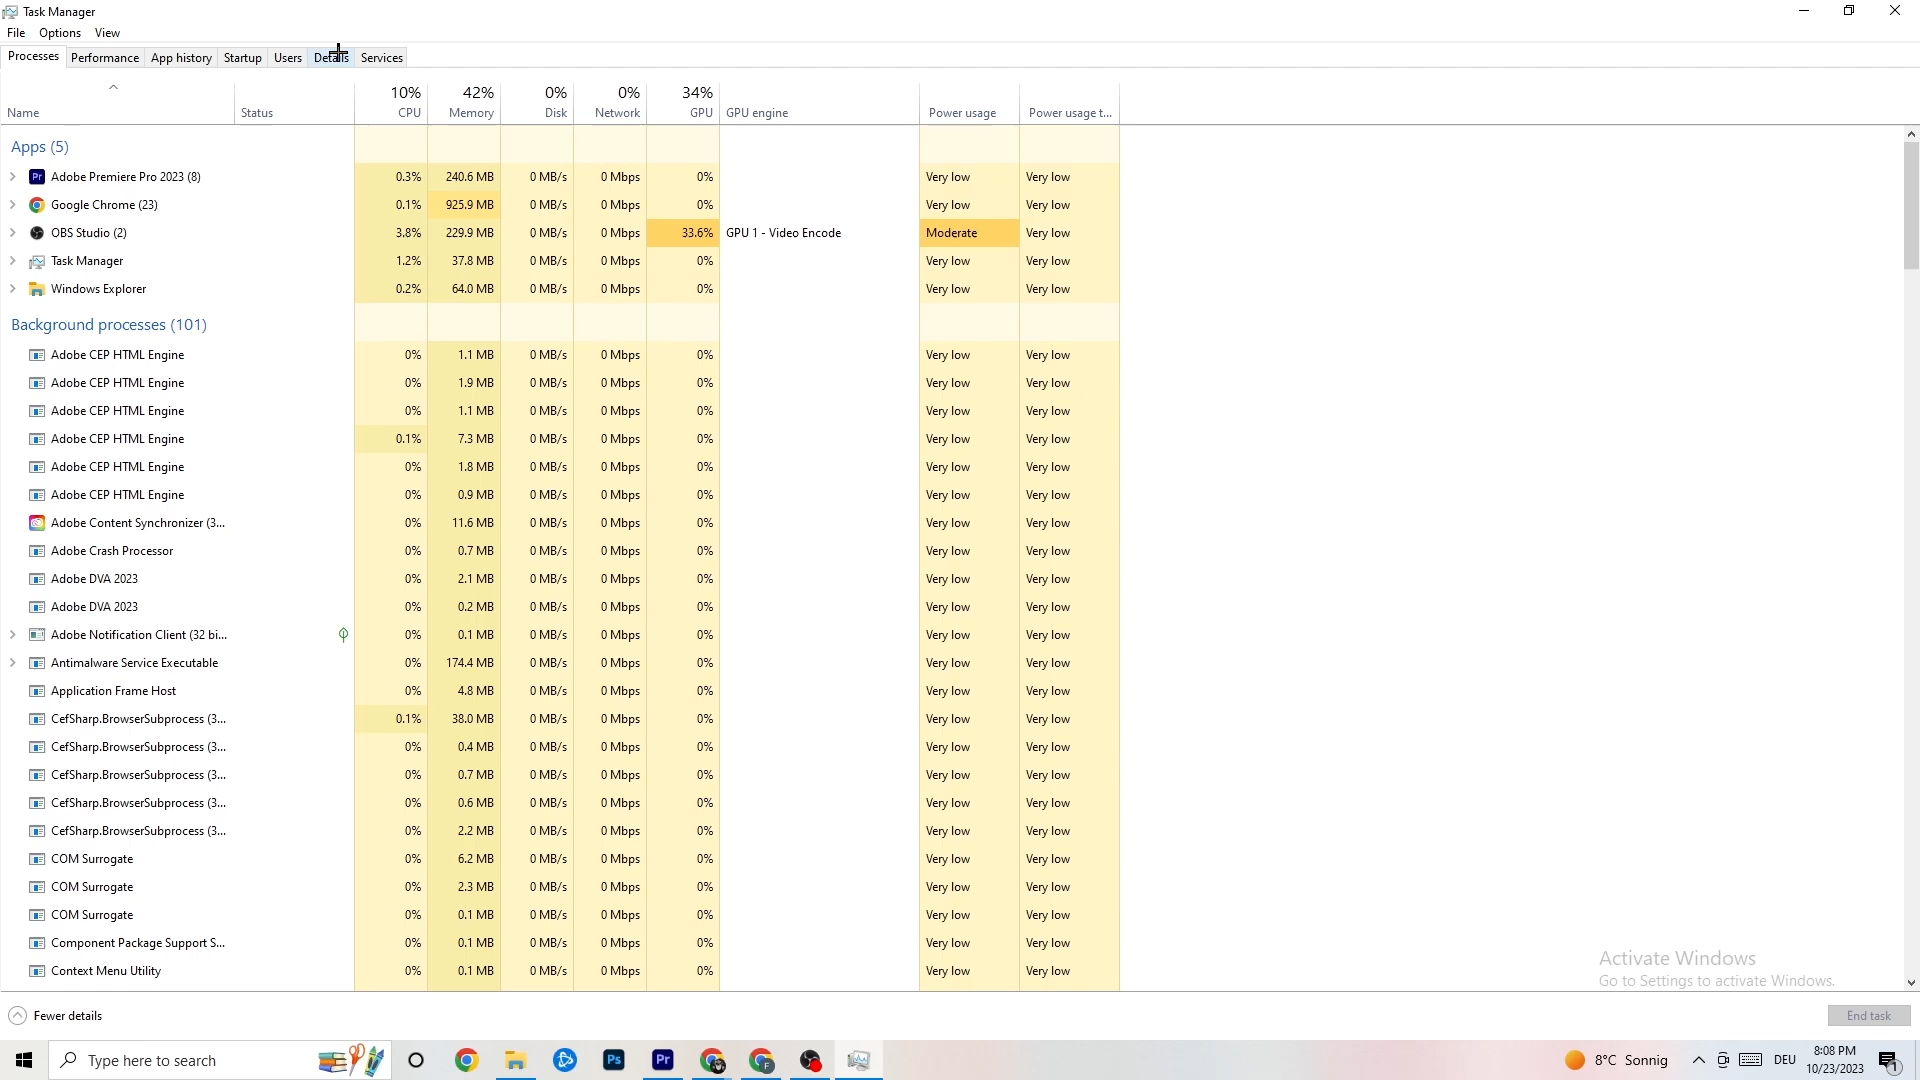 Task Manager
File Options View
Processes Performance App history Startup Users Details Services
10% 42% 0% 0% 34%
Name Status CPU Memory Disk Network GPU GPU engine Power usage Power usage t...
Apps (5)
Adobe Premiere Pro 2023 (8) 0.3% 240.6 MB 0 MB/s 0 Mbps 0% Very low Very low
Google Chrome (23) 0.1% 925.9 MB 0 MB/s 0 Mbps 0% Very low Very low
OBS Studio (2) 3.8% 229.9 MB 0 MB/s 0 Mbps 33.6% GPU 1 - Video Encode Moderate Very low
Task Manager 1.2% 37.8 MB 0 MB/s 0 Mbps 0% Very low Very low
Windows Explorer 0.2% 64.0 MB 0 MB/s 0 Mbps 0% Very low Very low
Background processes (101)
Adobe CEP HTML Engine 0% 1.1 MB 0 MB/s 0 Mbps 0% Very low Very low
Adobe CEP HTML Engine 0% 1.9 MB 0 MB/s 0 Mbps 0% Very low Very low
Adobe CEP HTML Engine 0% 1.1 MB 0 MB/s 0 Mbps 0% Very low Very low
Adobe CEP HTML Engine 0.1% 7.3 MB 0 MB/s 0 Mbps 0% Very low Very low
Adobe CEP HTML Engine 0% 1.8 MB 0 MB/s 0 Mbps 0% Very low Very low
Adobe CEP HTML Engine 0% 0.9 MB 0 MB/s 0 Mbps 0% Very low Very low
Adobe Content Synchronizer (3... 0% 11.6 MB 0 MB/s 0 Mbps 0% Very low Very low
Adobe Crash Processor 0% 0.7 MB 0 MB/s 0 Mbps 0% Very low Very low
Adobe DVA 2023 0% 2.1 MB 0 MB/s 0 Mbps 0% Very low Very low
Adobe DVA 2023 0% 0.2 MB 0 MB/s 0 Mbps 0% Very low Very low
Adobe Notification Client (32 bi... 0% 0.1 MB 0 MB/s 0 Mbps 0% Very low Very low
Antimalware Service Executable 0% 174.4 MB 0 MB/s 0 Mbps 0% Very low Very low
Application Frame Host 0% 4.8 MB 0 MB/s 0 Mbps 0% Very low Very low
CefSharp.BrowserSubprocess (3... 0.1% 38.0 MB 0 MB/s 0 Mbps 0% Very low Very low
CefSharp.BrowserSubprocess (3... 0% 0.4 MB 0 MB/s 0 Mbps 0% Very low Very low
CefSharp.BrowserSubprocess (3... 0% 0.7 MB 0 MB/s 0 Mbps 0% Very low Very low
CefSharp.BrowserSubprocess (3... 0% 0.6 MB 0 MB/s 0 Mbps 0% Very low Very low
CefSharp.BrowserSubprocess (3... 0% 2.2 MB 0 MB/s 0 Mbps 0% Very low Very low
COM Surrogate 0% 6.2 MB 0 MB/s 0 Mbps 0% Very low Very low
COM Surrogate 0% 2.3 MB 0 MB/s 0 Mbps 0% Very low Very low
COM Surrogate 0% 0.1 MB 0 MB/s 0 Mbps 0% Very low Very low
Component Package Support S... 0% 0.1 MB 0 MB/s 0 Mbps 0% Very low Very low
Context Menu Utility 0% 0.1 MB 0 MB/s 0 Mbps 0% Very low Very low
Activate Windows
Go to Settings to activate Windows.
Fewer details End task
Type here to search Ps Pr F 8°C Sonnig DEU 8:08 PM
10/23/2023 1